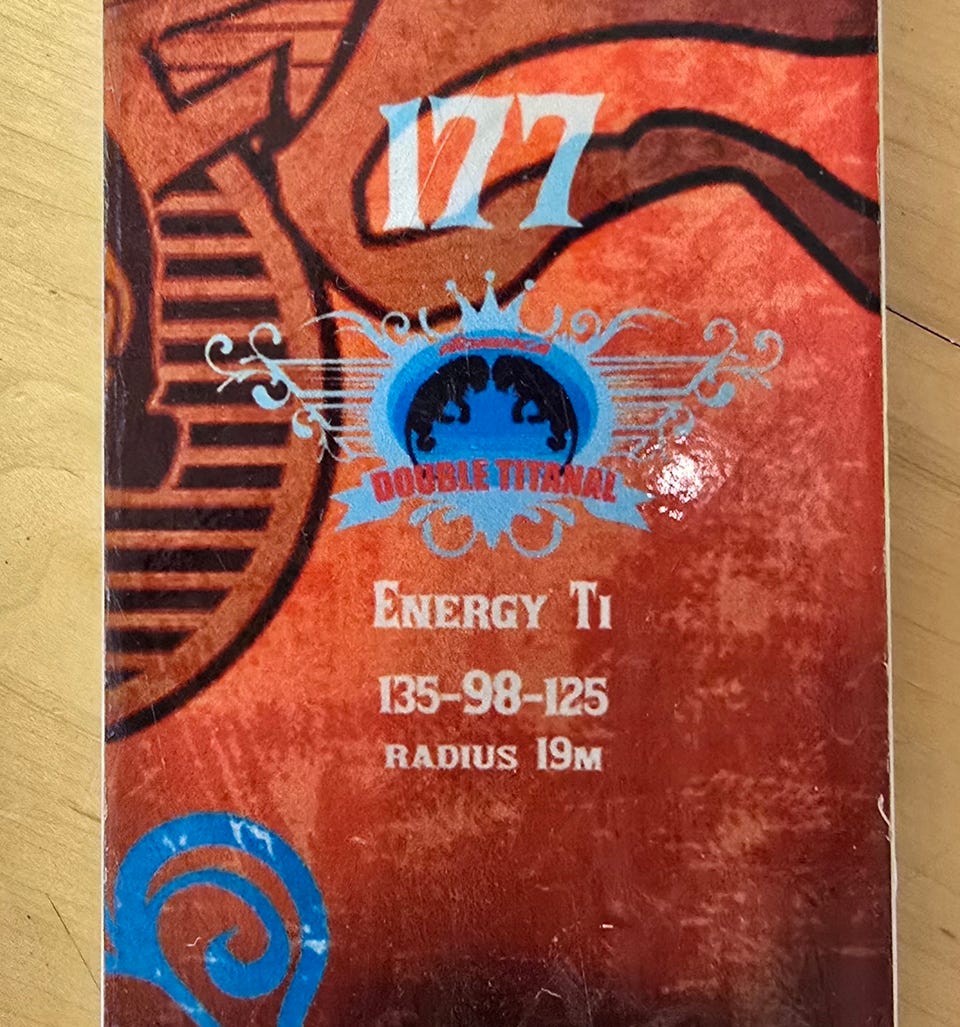 177
DOUBLE TITANAL
ENERGY TI
135-98-125
RADIUS 19M